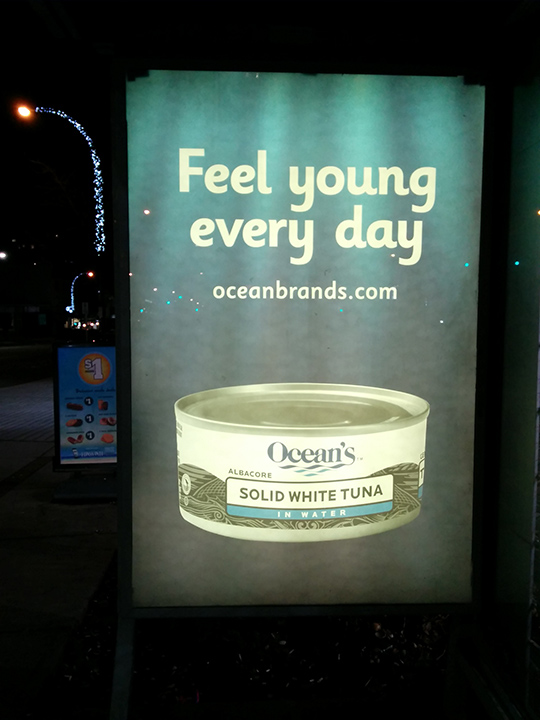 Feel young
every day
oceanbrands.com
Ocean's
ALBACORE
SOLID WHITE TUNA
IN WATER
$1